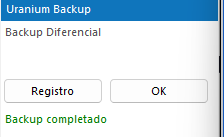 Uranium Backup
Backup Diferencial
Registro
OK
Backup completado